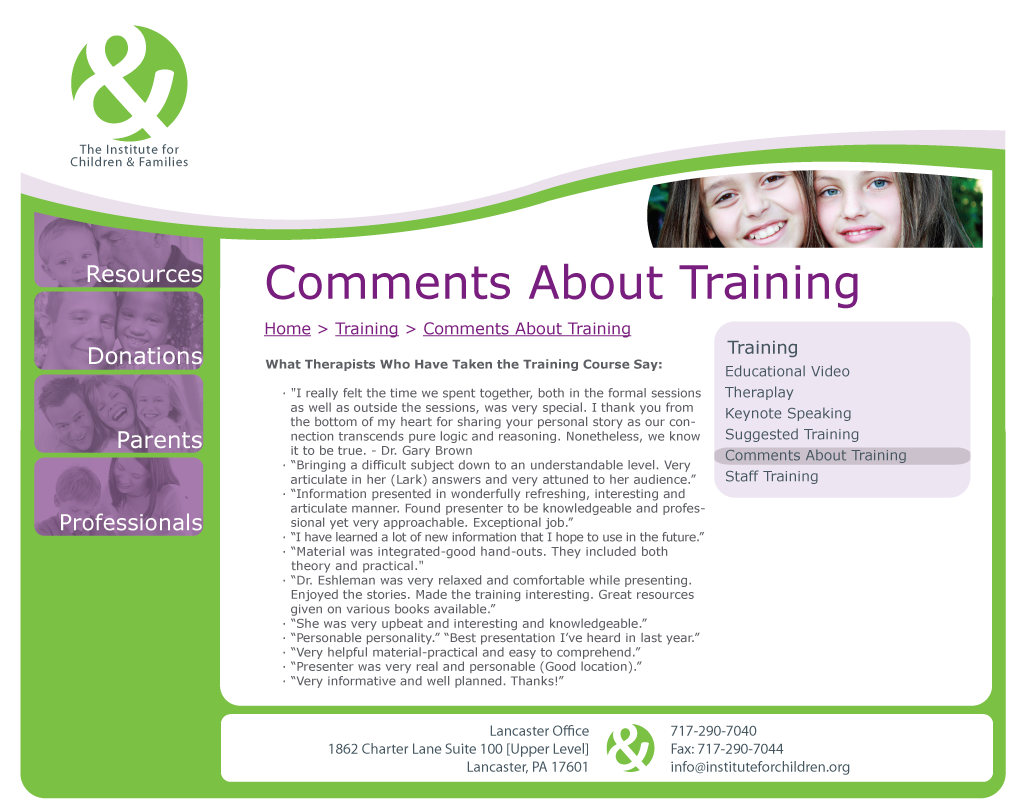 &
The Institute for
Children & Families
Resources
Donations
Parents
Professionals
Comments About Training
Home > Training > Comments About Training
What Therapists Who Have Taken the Training Course Say:
· "I really felt the time we spent together, both in the formal sessions
as well as outside the sessions, was very special. I thank you from
the bottom of my heart for sharing your personal story as our con-
nection transcends pure logic and reasoning. Nonetheless, we know
it to be true. - Dr. Gary Brown
· “Bringing a difficult subject down to an understandable level. Very
articulate in her (Lark) answers and very attuned to her audience.”
· “Information presented in wonderfully refreshing, interesting and
articulate manner. Found presenter to be knowledgeable and profes-
sional yet very approachable. Exceptional job.”
· “I have learned a lot of new information that I hope to use in the future.”
· “Material was integrated-good hand-outs. They included both
theory and practical."
· “Dr. Eshleman was very relaxed and comfortable while presenting.
Enjoyed the stories. Made the training interesting. Great resources
given on various books available.”
· “She was very upbeat and interesting and knowledgeable.”
· “Personable personality.” “Best presentation I’ve heard in last year.”
· “Very helpful material-practical and easy to comprehend.”
· “Presenter was very real and personable (Good location).”
· “Very informative and well planned. Thanks!”
Training
Educational Video
Theraplay
Keynote Speaking
Suggested Training
Comments About Training
Staff Training
Lancaster Office
1862 Charter Lane Suite 100 [Upper Level]
Lancaster, PA 17601
&
717-290-7040
Fax: 717-290-7044
info@instituteforchildren.org